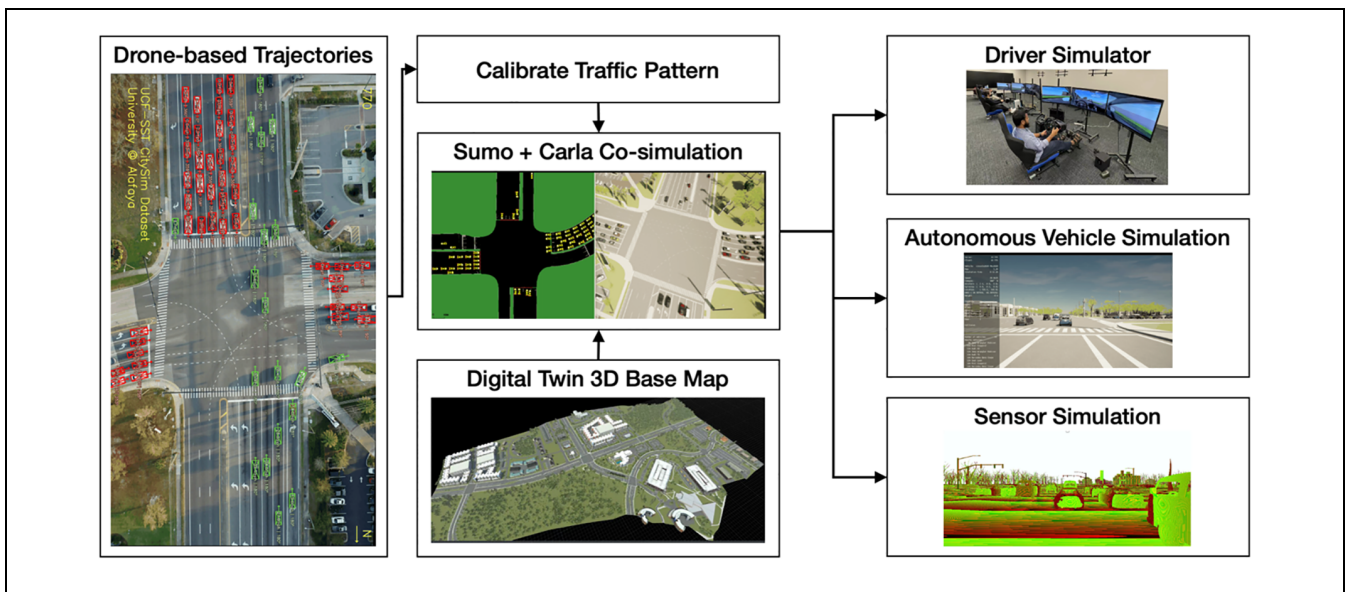 Drone-based Trajectories
UCF-SST CitySim Dataset
University @ Alafaya
N
Calibrate Traffic Pattern
Sumo + Carla Co-simulation
Digital Twin 3D Base Map
Driver Simulator
Autonomous Vehicle Simulation
Sensor Simulation